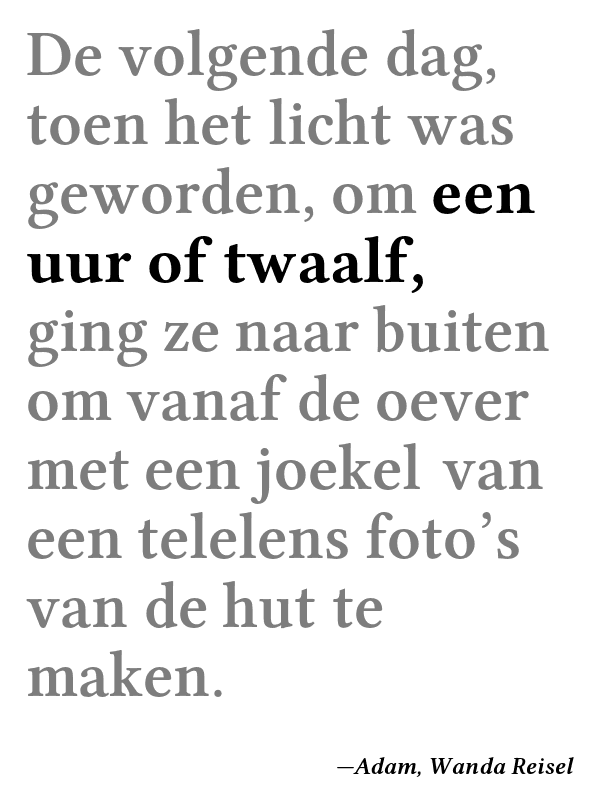 De volgende dag,
toen het licht was
geworden, om een
uur of twaalf,
ging ze naar buiten
om vanaf de oever
met een joekel van
een telelens foto’s
van de hut te
maken.
—Adam, Wanda Reisel